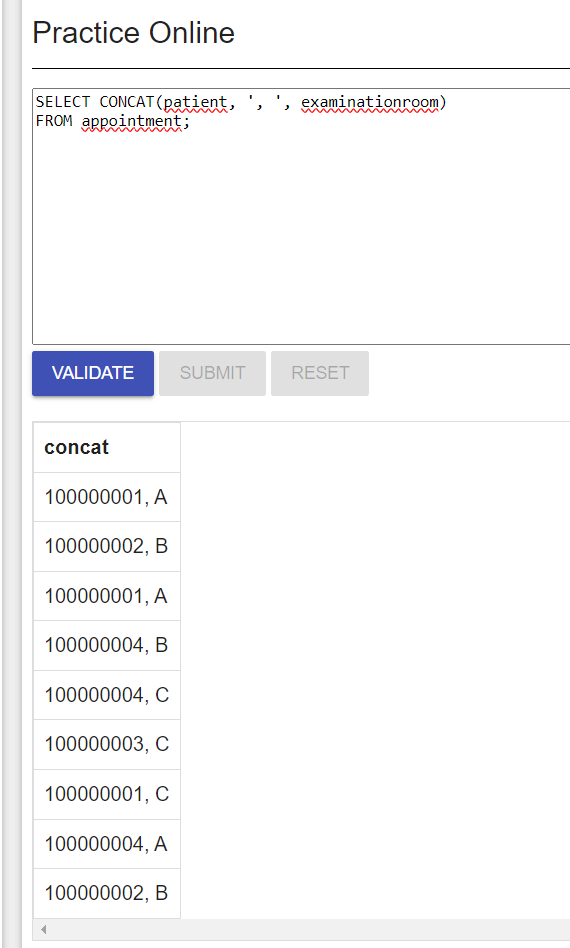 Practice Online
SELECT CONCAT(patient, ', ', examinationroom)
FROM appointment;
VALIDATE SUBMIT RESET
concat
100000001, A
100000002, B
100000001, A
100000004, B
100000004, C
100000003, C
100000001, C
100000004, A
100000002, B